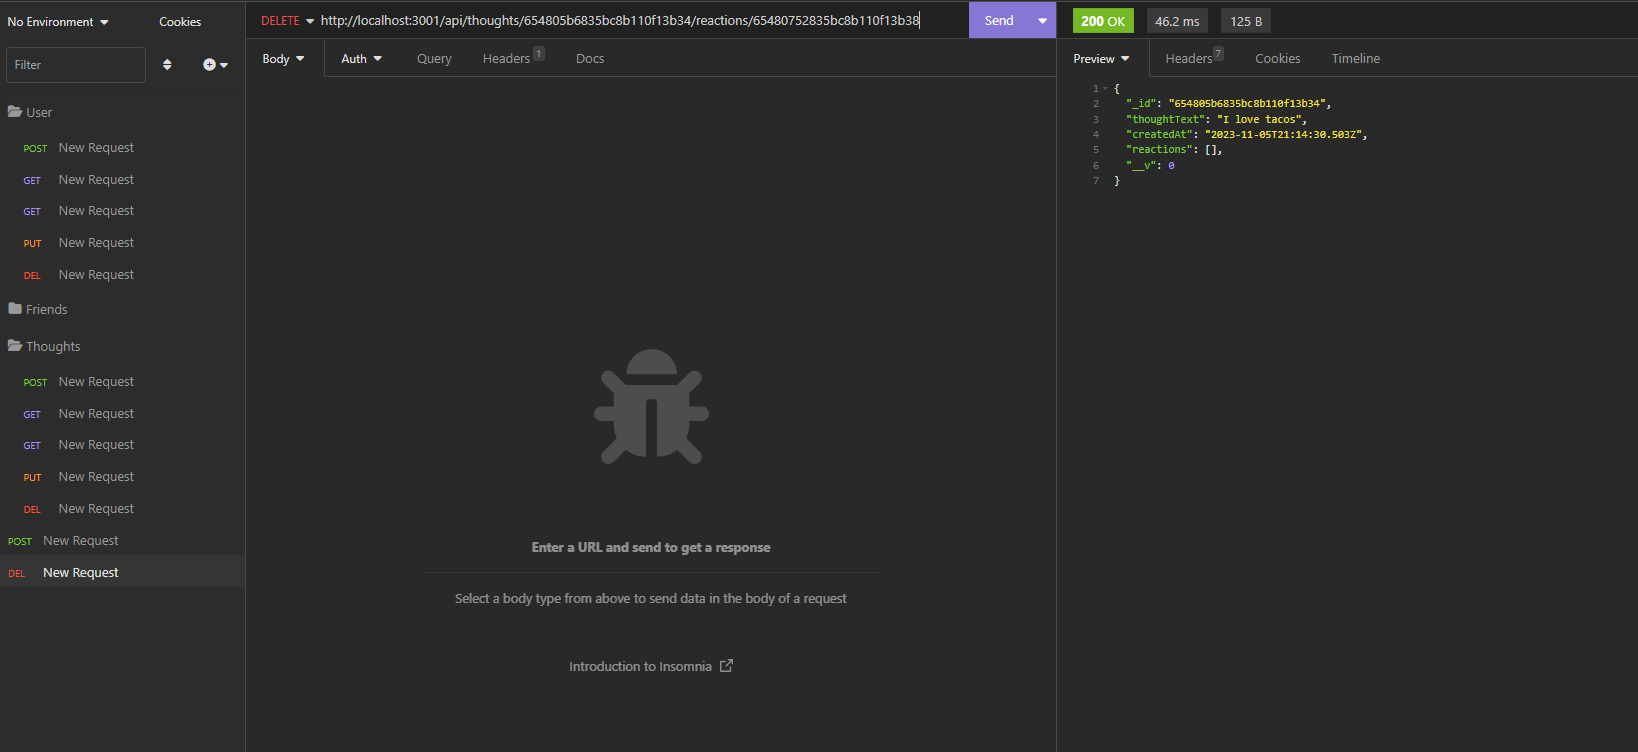 No Environment Cookies
Filter
User
POST New Request
GET New Request
GET New Request
PUT New Request
DEL New Request
Friends
Thoughts
POST New Request
GET New Request
GET New Request
PUT New Request
DEL New Request
POST New Request
DEL New Request
DELETE http://localhost:3001/api/thoughts/654805b6835bc8b110f13b34/reactions/65480752835bc8b110f13b38 Send
Body Auth Query Headers 1 Docs
Enter a URL and send to get a response
Select a body type from above to send data in the body of a request
Introduction to Insomnia
200 OK 46.2 ms 125 B
Preview Headers 7 Cookies Timeline
1 {
2 "_id": "654805b6835bc8b110f13b34",
3 "thoughtText": "I love tacos",
4 "createdAt": "2023-11-05T21:14:30.503Z",
5 "reactions": [],
6 "__v": 0
7 }